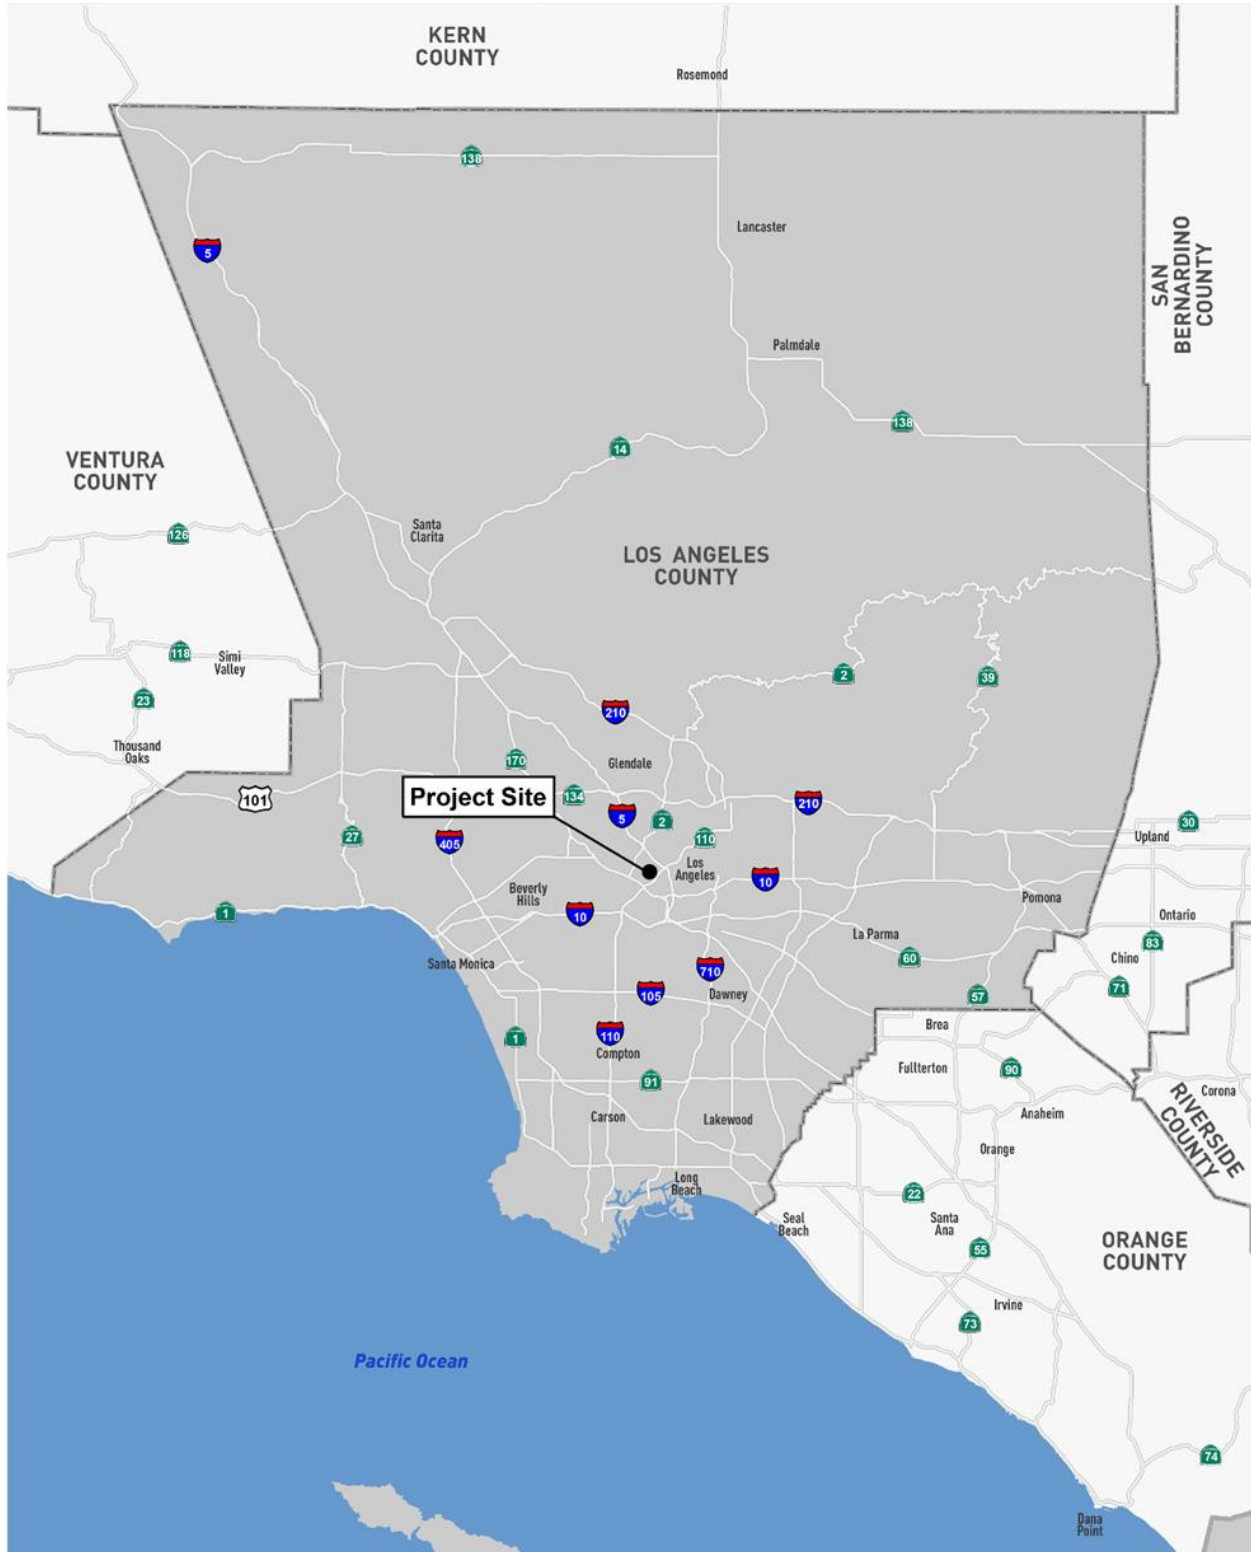 KERN
COUNTY
Rosemond
138
Lancaster
5
SAN
BERNARDINO
COUNTY
Palmdale
138
14
VENTURA
COUNTY
126
Santa
Clarita
LOS ANGELES
COUNTY
118
Simi
Valley
2
39
23
210
Thousand
Oaks
170
Glendale
Project Site
134
101
210
5
2
30
27
405
110
Upland
Los
Angeles
10
Beverly
Hills
Pomona
1
10
Ontario
La Parma
83
Chino
60
Santa Monica
710
71
105
Dawney
57
Brea
1
110
Compton
Fullterton
90
91
Corona
RIVERSIDE
COUNTY
Carson
Lakewood
Anaheim
Orange
Long
Beach
22
Seal
Beach
Santa
Ana
55
ORANGE
COUNTY
Irvine
73
Pacific Ocean
74
Dana
Point